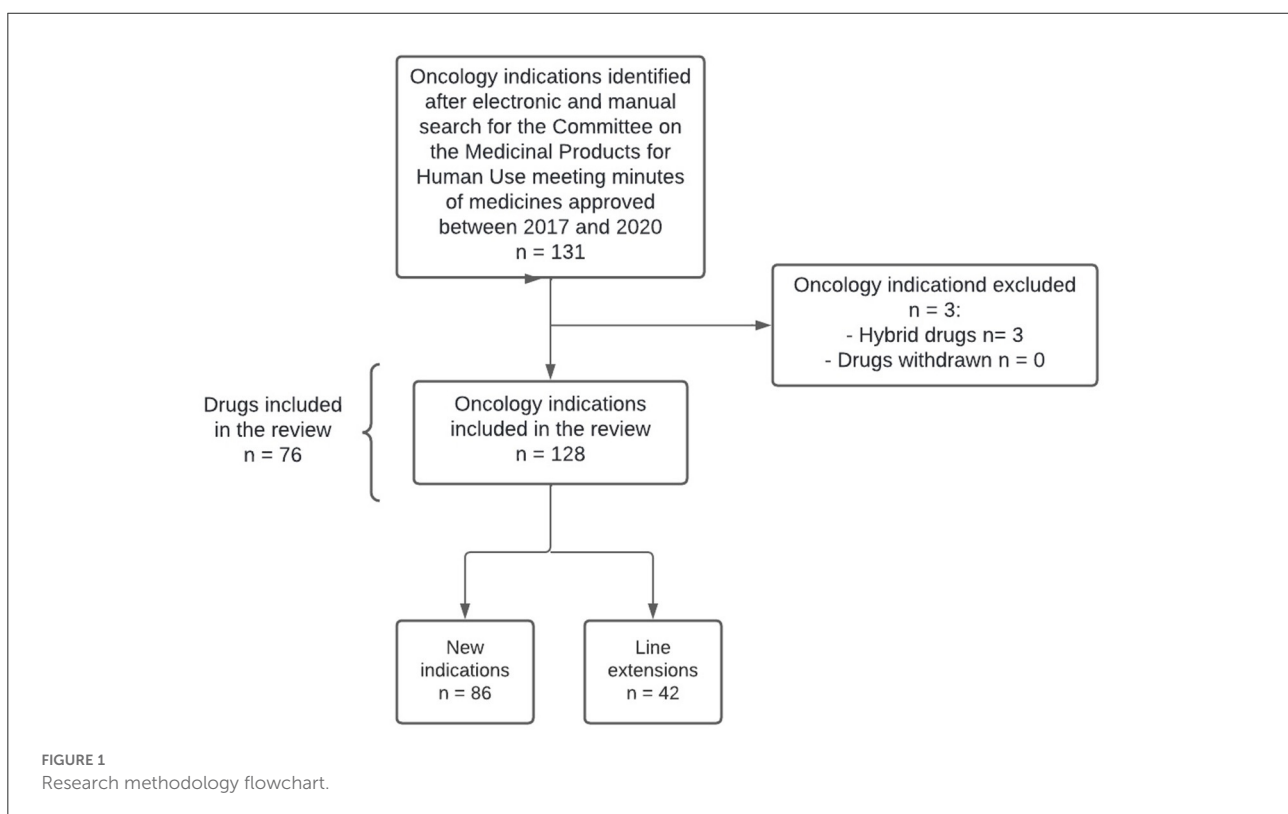 Oncology indications identified
after electronic and manual
search for the Committee on
the Medicinal Products for
Human Use meeting minutes
of medicines approved
between 2017 and 2020
n = 131
Oncology indicationd excluded
n = 3:
- Hybrid drugs n= 3
- Drugs withdrawn n = 0
Drugs included
in the review
n = 76
Oncology indications
included in the review
n = 128
New
indications
n = 86
Line
extensions
n = 42
FIGURE 1
Research methodology flowchart.